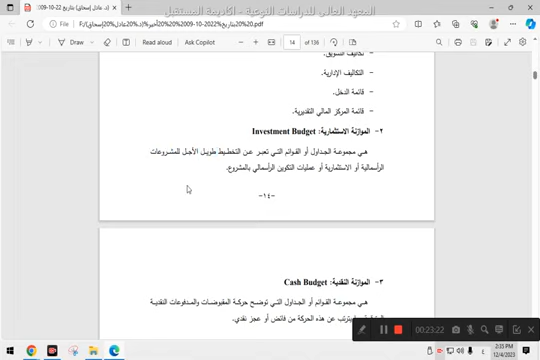 المعهد العالى للدراسات النوعية - أكاديمية المستقبل
File
.pdf
Draw
Read aloud
Ask Copilot
14
of 136
- تكاليف التسويق.
- التكاليف الإدارية.
- قائمة الدخل.
- قائمة المركز المالي التقديرية.
٢- الموازنة الاستثمارية: Investment Budget
هي مجموعة الجداول أو القوائم التي تعبر عن التخطيط طويل الأجل للمشروعات
الرأسمالية أو الاستثمارية أو عمليات التكوين الرأسمالي بالمشروع.
-١٤-
٣- الموازنة النقدية: Cash Budget
هي مجموعة القوائم أو الجداول التي توضح حركة المقبوضات والمدفوعات النقدية
يترتب عن هذه الحركة من فائض أو عجز نقدي.
00:23:22
2:35 PM
12/4/2023